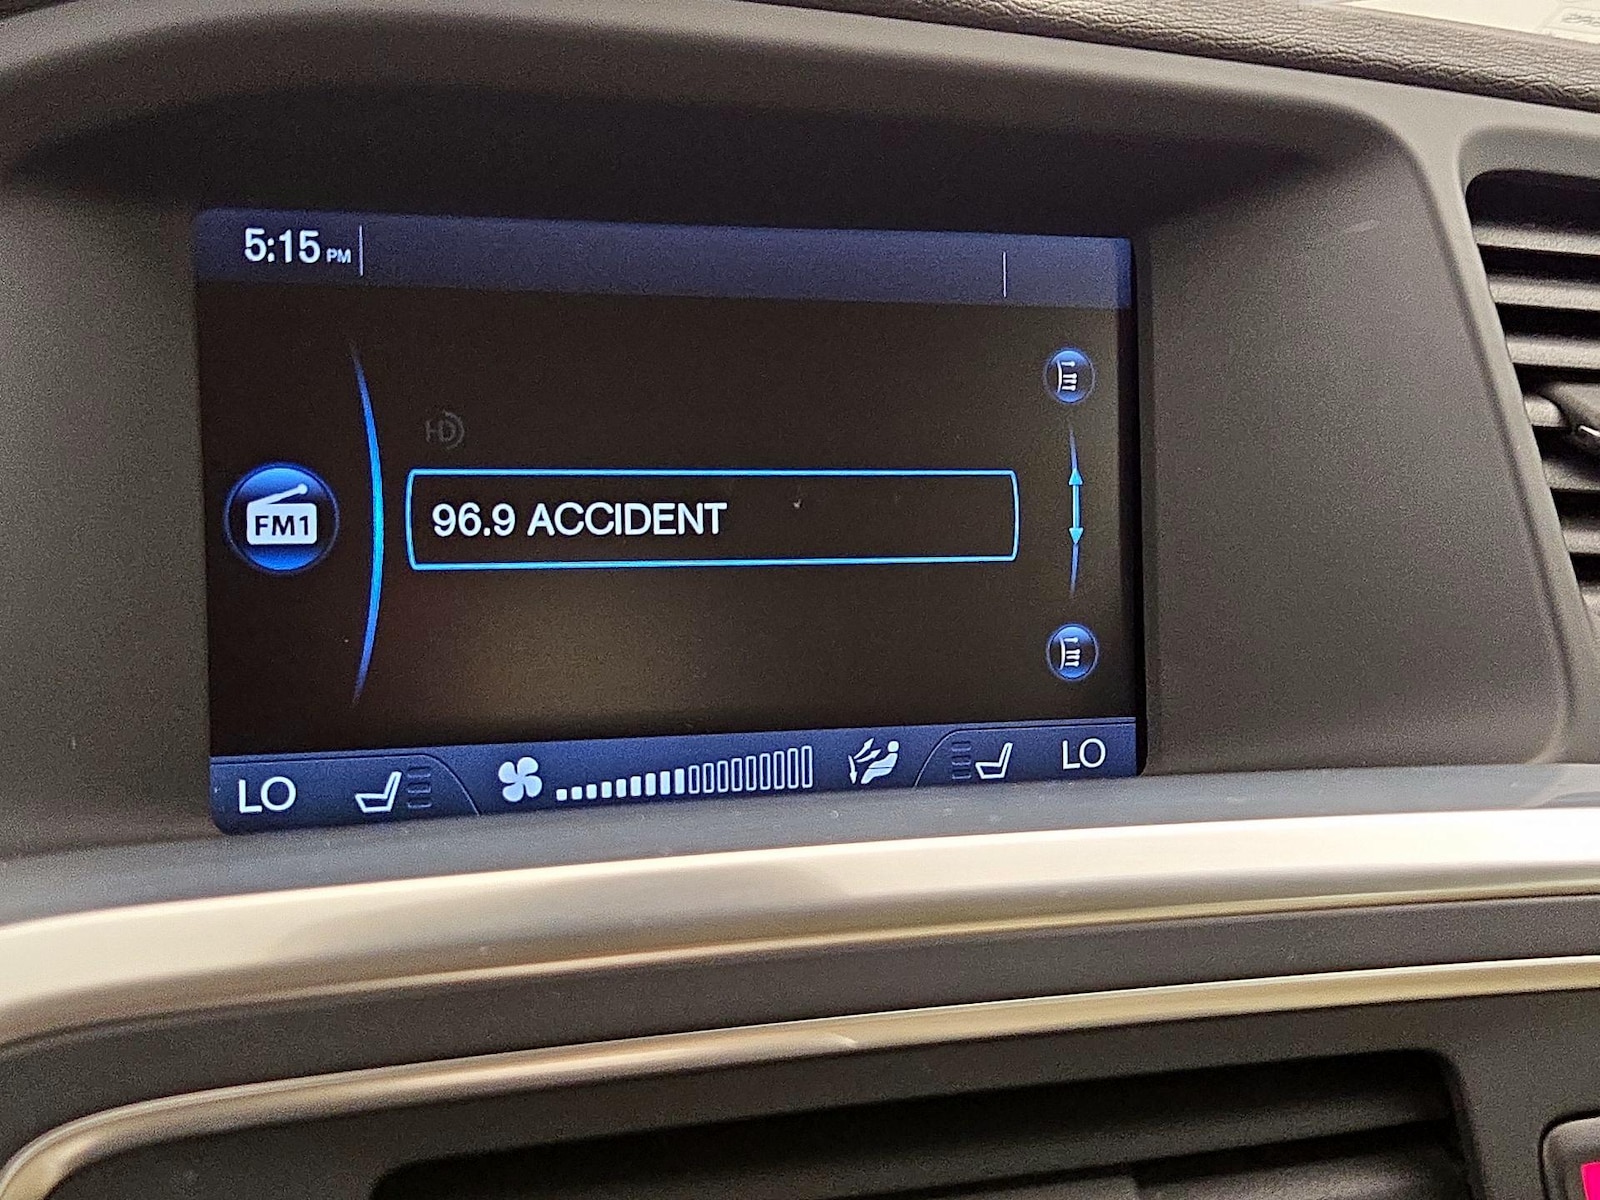 5:15 PM
HD
FM1
96.9 ACCIDENT
LO
LO